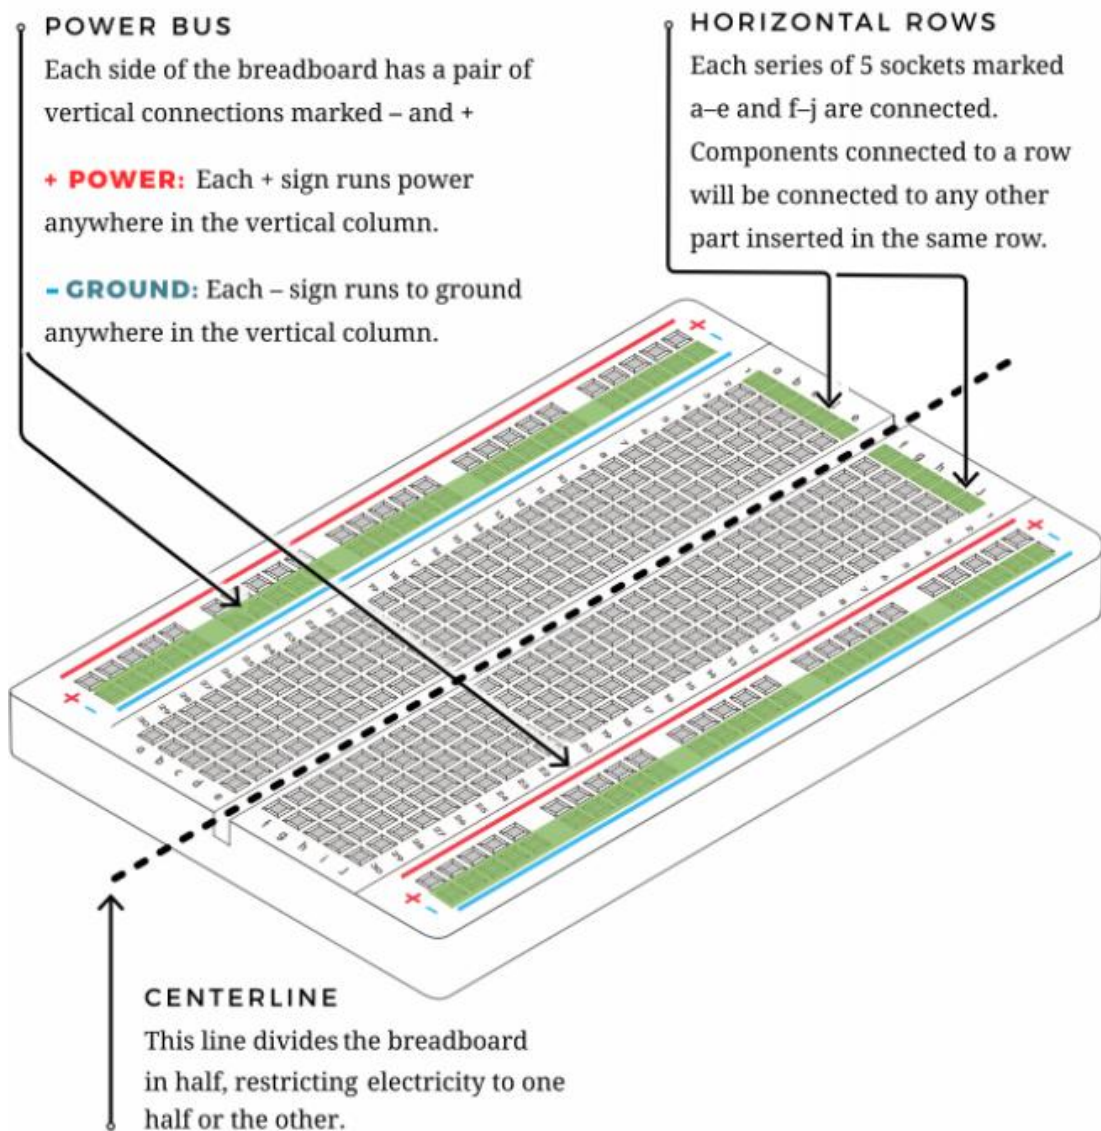 POWER BUS
Each side of the breadboard has a pair of
vertical connections marked – and +
+ POWER: Each + sign runs power
anywhere in the vertical column.
– GROUND: Each – sign runs to ground
anywhere in the vertical column.
HORIZONTAL ROWS
Each series of 5 sockets marked
a–e and f–j are connected.
Components connected to a row
will be connected to any other
part inserted in the same row.
+ –
a b e
f g h j
+ –
+ –
a b c d e
f g h i j
+ –
CENTERLINE
This line divides the breadboard
in half, restricting electricity to one
half or the other.